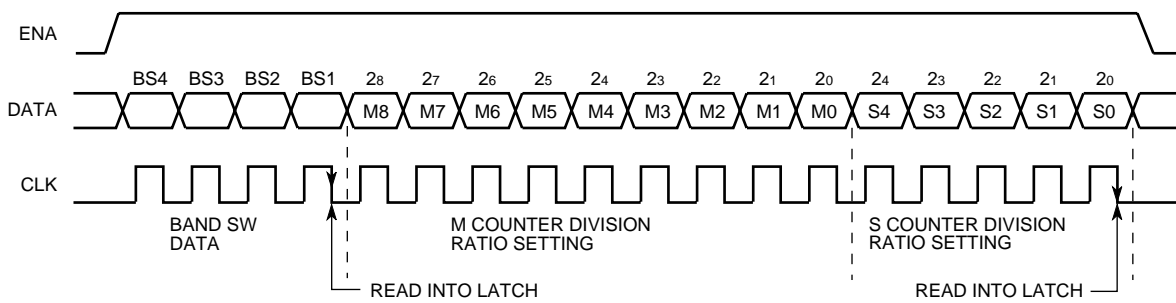 ENA
BS4 BS3 BS2 BS1 28 27 26 25 24 23 22 21 20 24 23 22 21 20
DATA M8 M7 M6 M5 M4 M3 M2 M1 M0 S4 S3 S2 S1 S0
CLK
BAND SW
DATA
M COUNTER DIVISION
RATIO SETTING
S COUNTER DIVISION
RATIO SETTING
READ INTO LATCH
READ INTO LATCH